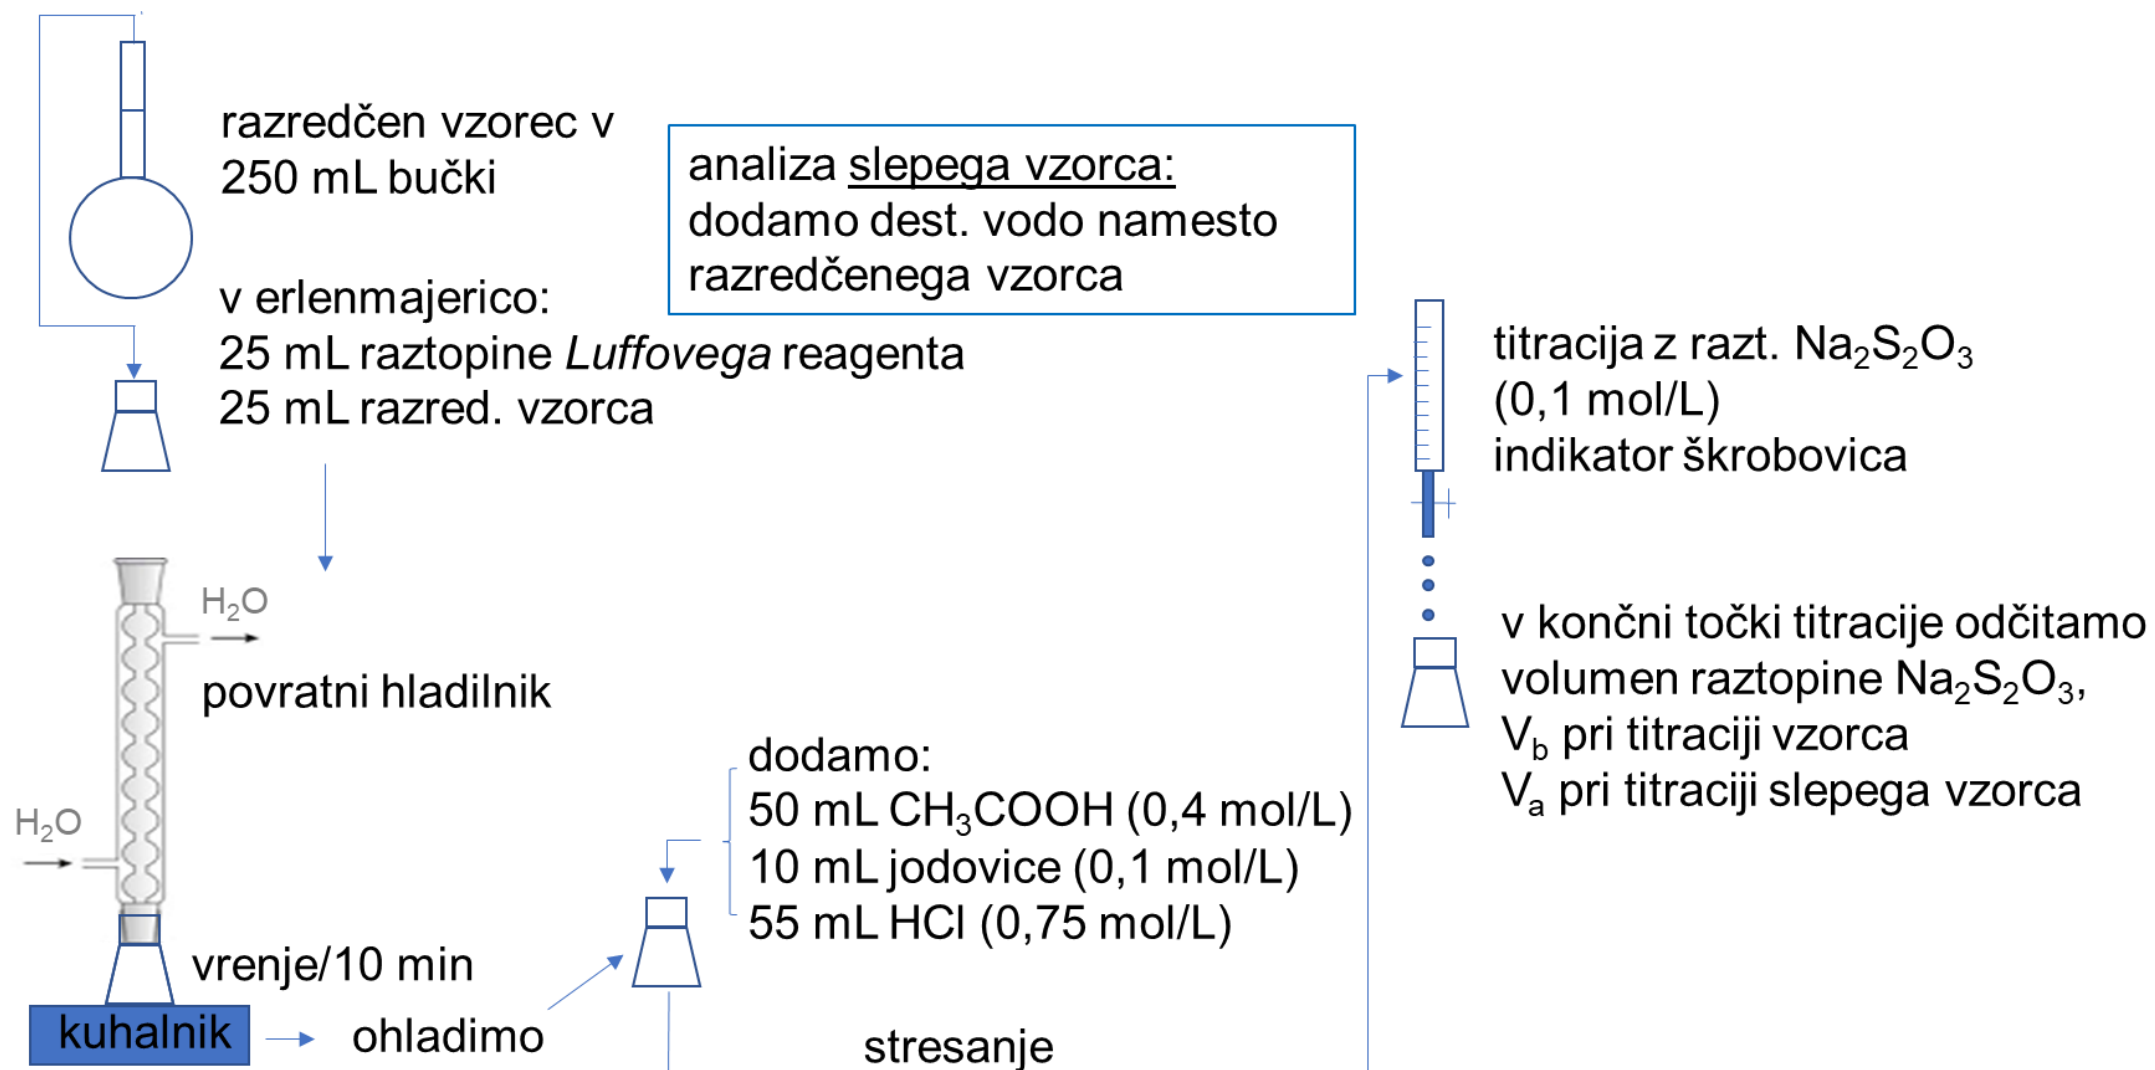 razredčen vzorec v
250 mL bučki
analiza slepega vzorca:
dodamo dest. vodo namesto
razredčenega vzorca
v erlenmajerico:
25 mL raztopine Luffovega reagenta
25 mL razred. vzorca
titracija z razt. Na₂S₂O₃
(0,1 mol/L)
indikator škrobovica
H₂O
povratni hladilnik
H₂O
vrenje/10 min
kuhalnik
ohladimo
dodamo:
50 mL CH₃COOH (0,4 mol/L)
10 mL jodovice (0,1 mol/L)
55 mL HCl (0,75 mol/L)
stresanje
v končni točki titracije odčitamo
volumen raztopine Na₂S₂O₃,
V_b pri titraciji vzorca
Vₐ pri titraciji slepega vzorca